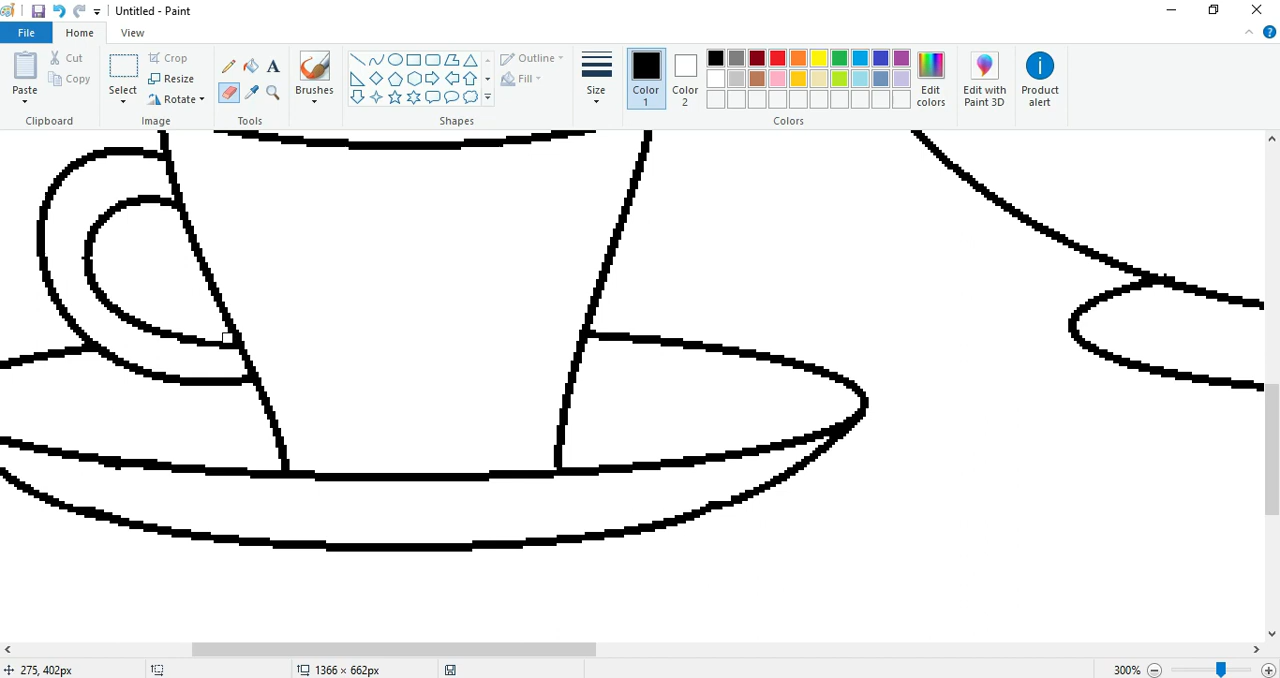 Untitled - Paint
File Home View
Paste
Cut
Copy
Clipboard
Select
Crop
Resize
Rotate
Image
A
Tools
Brushes
Shapes
Outline
Fill
Size
Color 1
Color 2
Edit colors
Colors
Edit with Paint 3D
Product alert
275, 402px
1366 × 662px
300%